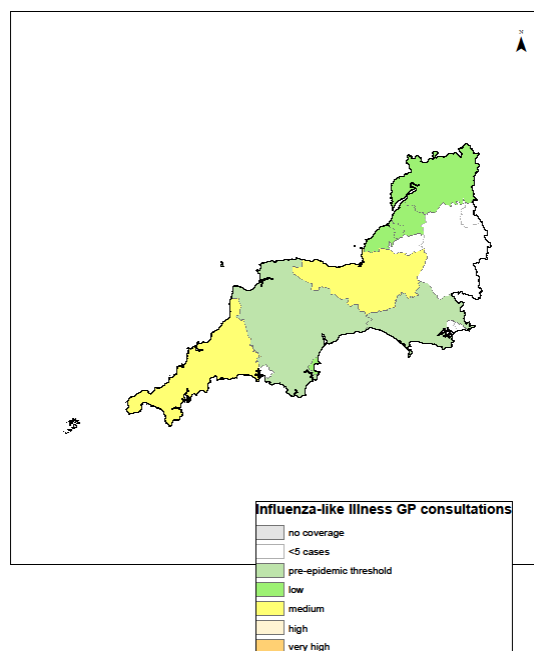 N
Influenza-like Illness GP consultations
no coverage
<5 cases
pre-epidemic threshold
low
medium
high
very high